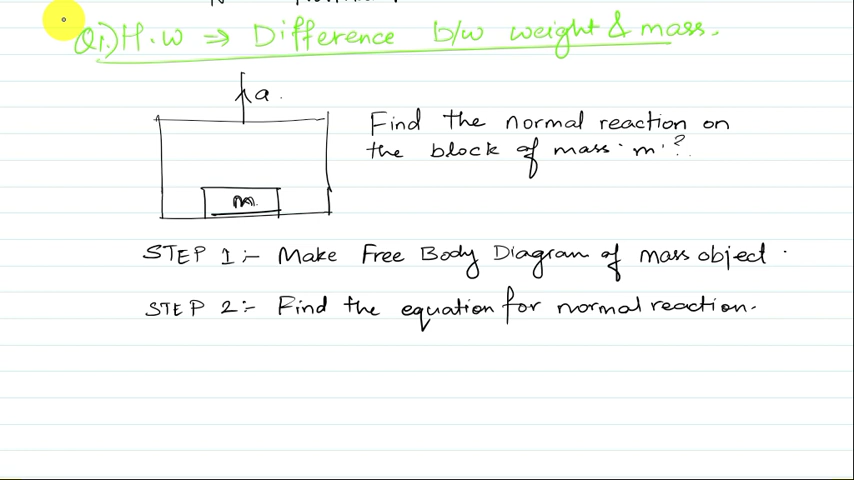 Q1.) H.W ⇒ Difference b/w weight & mass.
a.
Find the normal reaction on
the block of mass 'm'?
m
STEP 1:- Make Free Body Diagram of mass object.
STEP 2:- Find the equation for normal reaction.